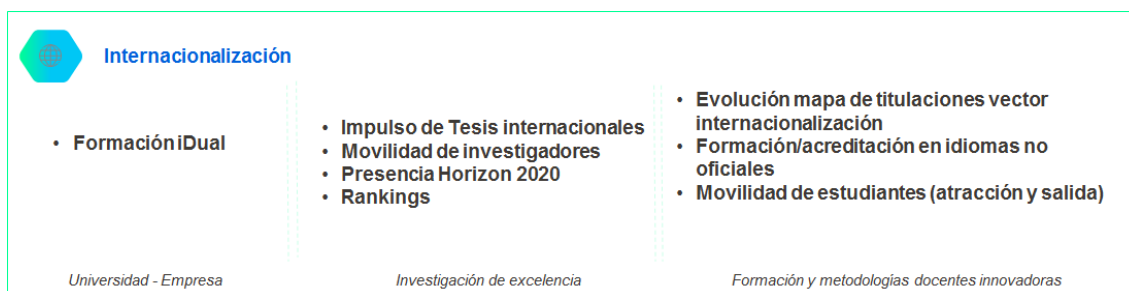 Internacionalización
• Formación iDual
• Impulso de Tesis internacionales
• Movilidad de investigadores
• Presencia Horizon 2020
• Rankings
• Evolución mapa de titulaciones vector
internacionalización
• Formación/acreditación en idiomas no
oficiales
• Movilidad de estudiantes (atracción y salida)
Universidad - Empresa
Investigación de excelencia
Formación y metodologías docentes innovadoras